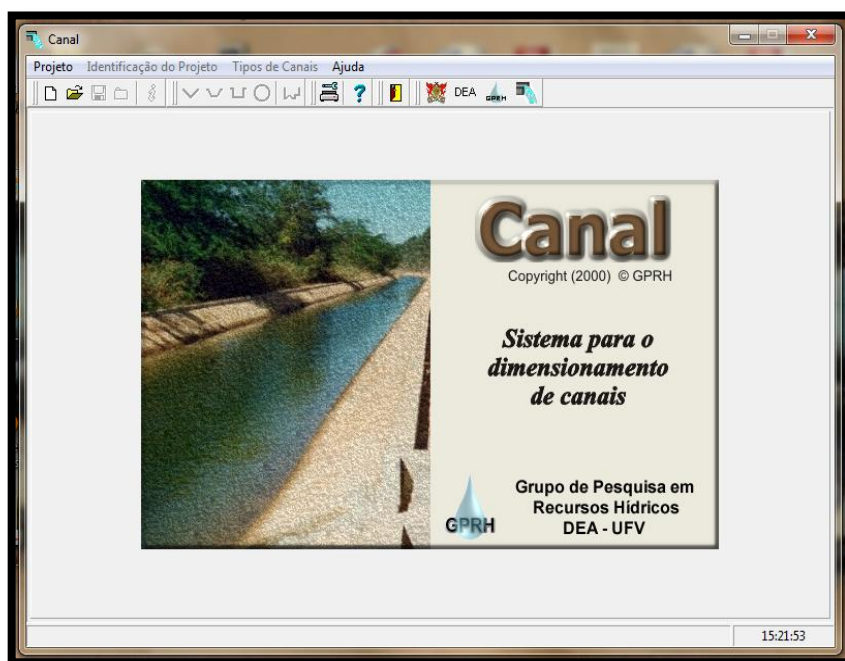 Canal
Projeto Identificação do Projeto Tipos de Canais Ajuda
DEA GPRH
Canal
Copyright (2000) © GPRH
Sistema para o
dimensionamento
de canais
GPRH
Grupo de Pesquisa em
Recursos Hídricos
DEA - UFV
15:21:53